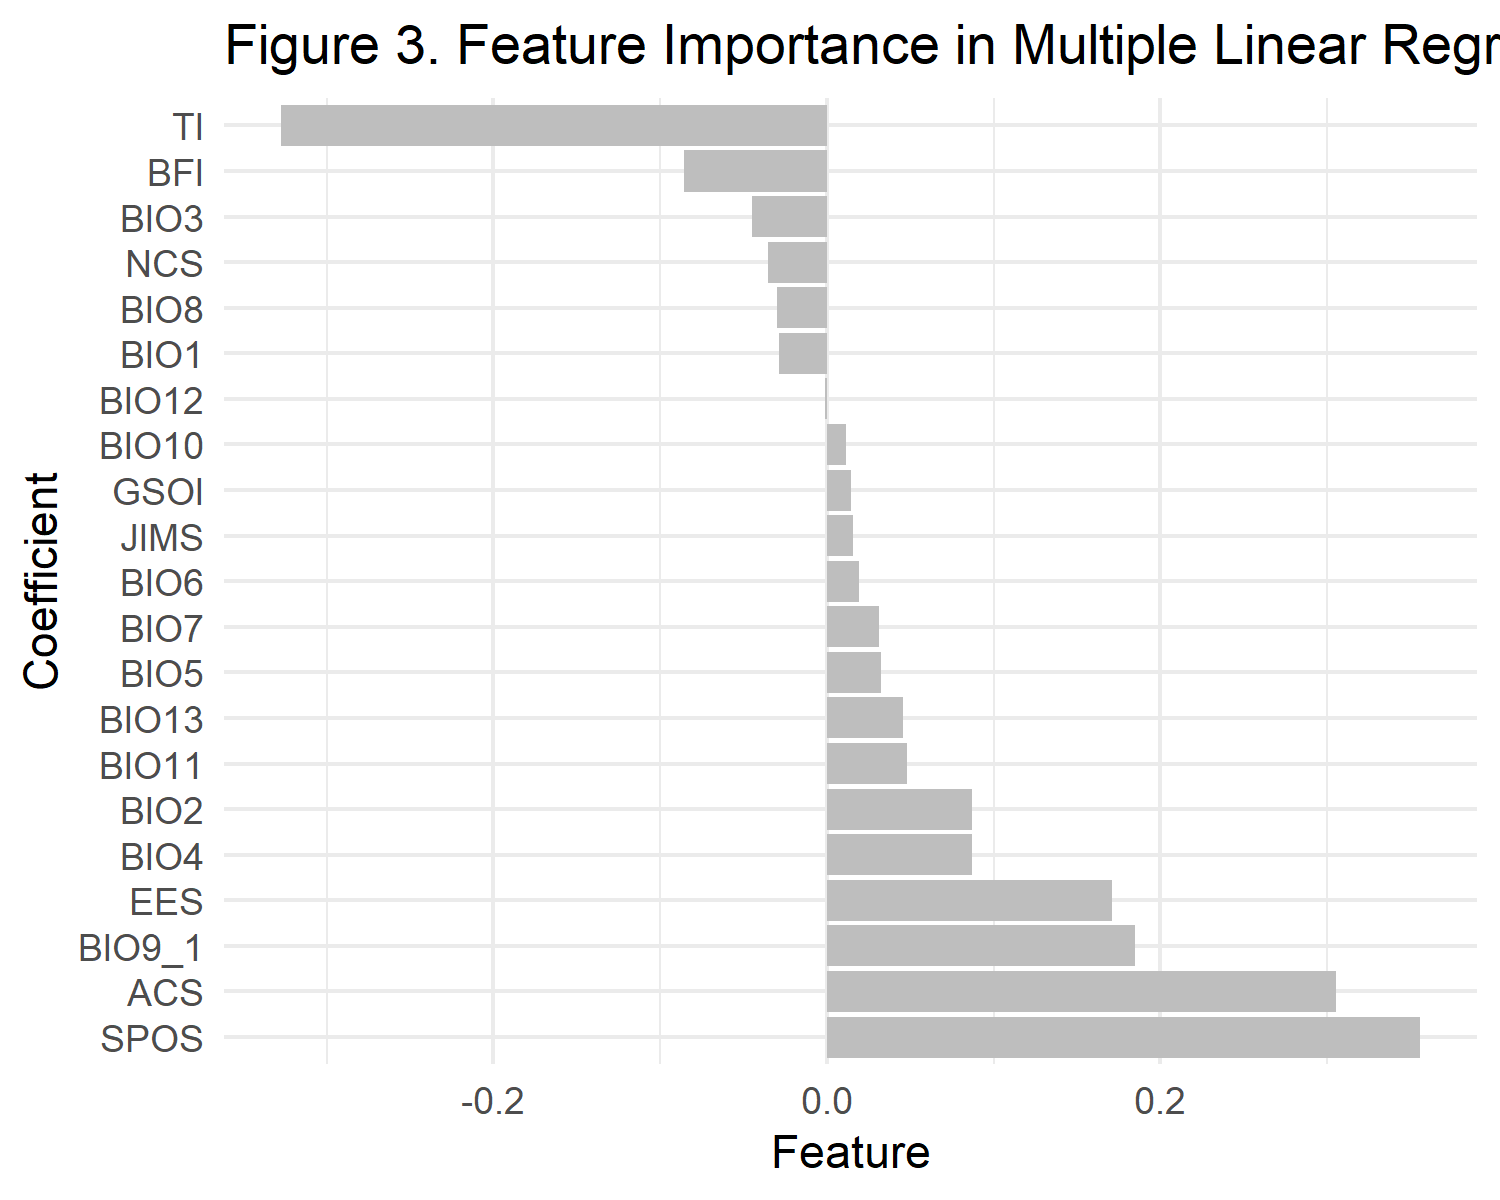 Figure 3. Feature Importance in Multiple Linear Regr
TI
BFI
BIO3
NCS
BIO8
BIO1
BIO12
BIO10
GSOI
JIMS
BIO6
BIO7
BIO5
BIO13
BIO11
BIO2
BIO4
EES
BIO9_1
ACS
SPOS
Coefficient
-0.2 0.0 0.2
Feature